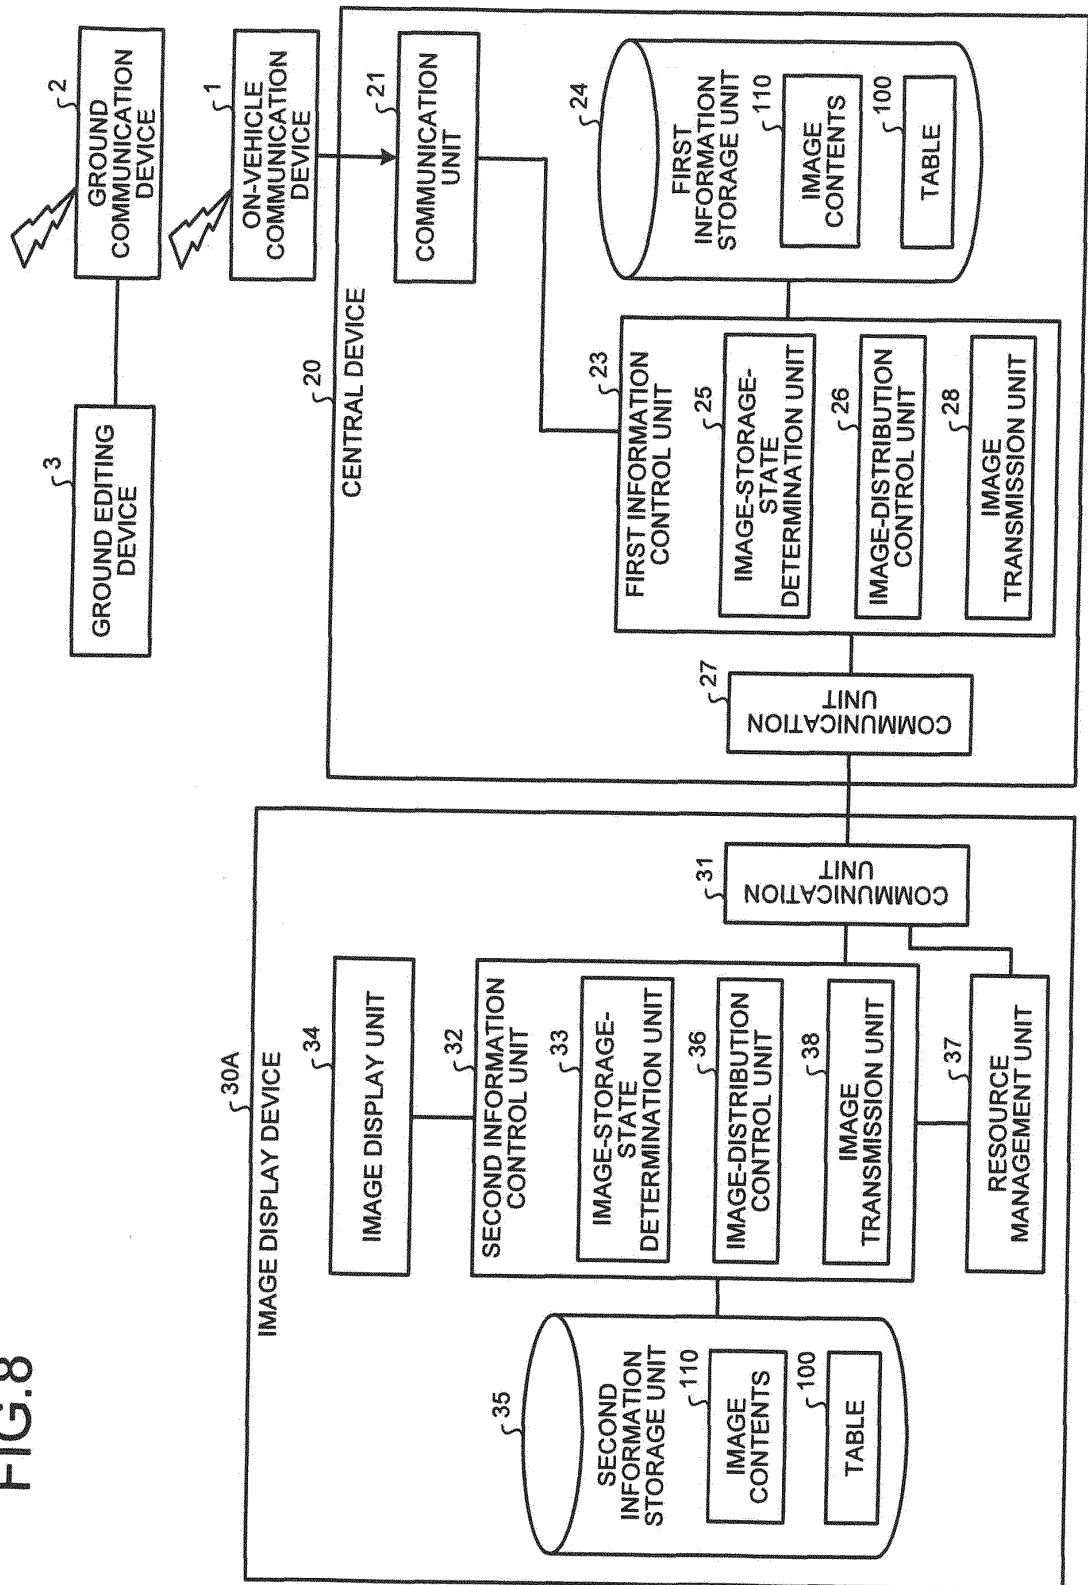 FIG.8
3
GROUND EDITING
DEVICE
2
GROUND
COMMUNICATION
DEVICE
1
ON-VEHICLE
COMMUNICATION
DEVICE
30A
IMAGE DISPLAY DEVICE
34
IMAGE DISPLAY UNIT
35
SECOND
INFORMATION
STORAGE UNIT
110
IMAGE
CONTENTS
100
TABLE
32
SECOND INFORMATION
CONTROL UNIT
33
IMAGE-STORAGE-
STATE
DETERMINATION UNIT
36
IMAGE-DISTRIBUTION
CONTROL UNIT
38
IMAGE
TRANSMISSION UNIT
37
RESOURCE
MANAGEMENT UNIT
31
COMMUNICATION
UNIT
20
CENTRAL DEVICE
21
COMMUNICATION
UNIT
27
COMMUNICATION
UNIT
23
FIRST INFORMATION
CONTROL UNIT
25
IMAGE-STORAGE-
STATE
DETERMINATION UNIT
26
IMAGE-DISTRIBUTION
CONTROL UNIT
28
IMAGE
TRANSMISSION UNIT
24
FIRST
INFORMATION
STORAGE UNIT
110
IMAGE
CONTENTS
100
TABLE